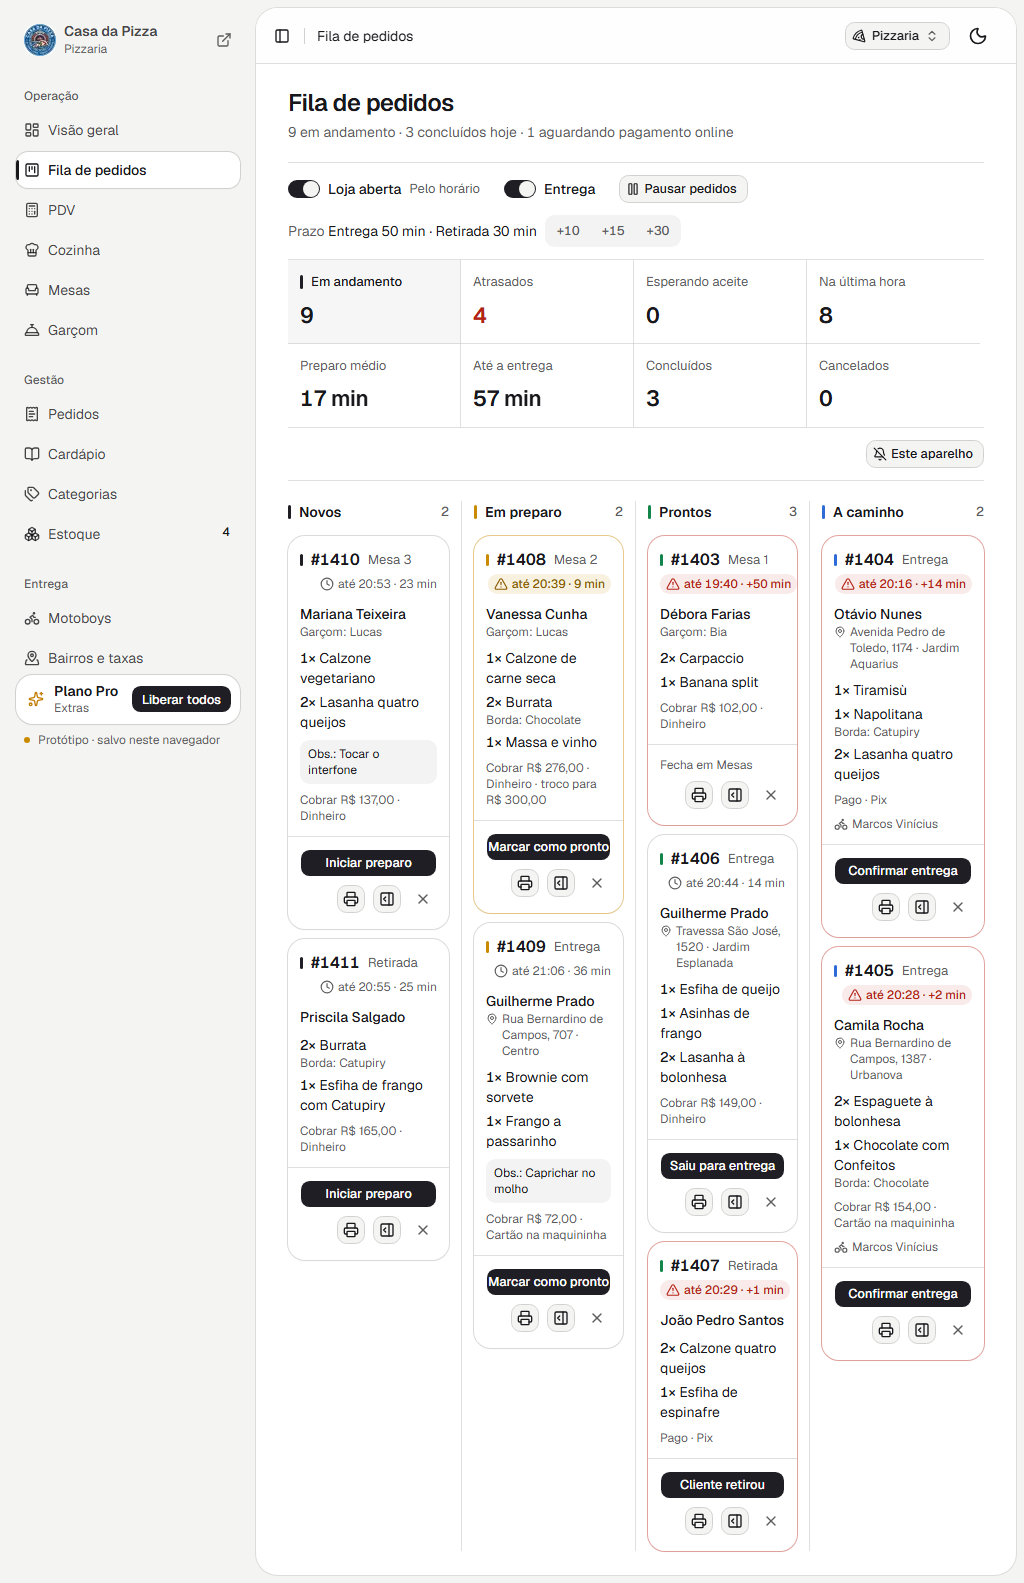 Casa da Pizza
Pizzaria
Operação
Visão geral
Fila de pedidos
PDV
Cozinha
Mesas
Garçom
Gestão
Pedidos
Cardápio
Categorias
Estoque 4
Entrega
Motoboys
Bairros e taxas
Plano Pro
Extras
Liberar todos
Protótipo · salvo neste navegador
Fila de pedidos
Pizzaria
Fila de pedidos
9 em andamento · 3 concluídos hoje · 1 aguardando pagamento online
Loja aberta Pelo horário Entrega Pausar pedidos
Prazo Entrega 50 min · Retirada 30 min +10 +15 +30
Em andamento
9
Atrasados
4
Esperando aceite
0
Na última hora
8
Preparo médio
17 min
Até a entrega
57 min
Concluídos
3
Cancelados
0
Este aparelho
Novos 2
#1410 Mesa 3
até 20:53 · 23 min
Mariana Teixeira
Garçom: Lucas
1× Calzone
vegetariano
2× Lasanha quatro
queijos
Obs.: Tocar o
interfone
Cobrar R$ 137,00 ·
Dinheiro
Iniciar preparo
#1411 Retirada
até 20:55 · 25 min
Priscila Salgado
2× Burrata
Borda: Catupiry
1× Esfiha de frango
com Catupiry
Cobrar R$ 165,00 ·
Dinheiro
Iniciar preparo
Em preparo 2
#1408 Mesa 2
até 20:39 · 9 min
Vanessa Cunha
Garçom: Lucas
1× Calzone de
carne seca
2× Burrata
Borda: Chocolate
1× Massa e vinho
Cobrar R$ 276,00 ·
Dinheiro · troco para
R$ 300,00
Marcar como pronto
#1409 Entrega
até 21:06 · 36 min
Guilherme Prado
Rua Bernardino de
Campos, 707 ·
Centro
1× Brownie com
sorvete
1× Frango a
passarinho
Obs.: Caprichar no
molho
Cobrar R$ 72,00 ·
Cartão na maquininha
Marcar como pronto
Prontos 3
#1403 Mesa 1
até 19:40 · +50 min
Débora Farias
Garçom: Bia
2× Carpaccio
1× Banana split
Cobrar R$ 102,00 ·
Dinheiro
Fecha em Mesas
#1406 Entrega
até 20:44 · 14 min
Guilherme Prado
Travessa São José,
1520 · Jardim
Esplanada
1× Esfiha de queijo
1× Asinhas de
frango
2× Lasanha à
bolonhesa
Cobrar R$ 149,00 ·
Dinheiro
Saiu para entrega
#1407 Retirada
até 20:29 · +1 min
João Pedro Santos
2× Calzone quatro
queijos
1× Esfiha de
espinafre
Pago · Pix
Cliente retirou
A caminho 2
#1404 Entrega
até 20:16 · +14 min
Otávio Nunes
Avenida Pedro de
Toledo, 1174 · Jardim
Aquarius
1× Tiramisù
1× Napolitana
Borda: Catupiry
2× Lasanha quatro
queijos
Pago · Pix
Marcos Vinícius
Confirmar entrega
#1405 Entrega
até 20:28 · +2 min
Camila Rocha
Rua Bernardino de
Campos, 1387 ·
Urbanova
2× Espaguete à
bolonhesa
1× Chocolate com
Confeitos
Borda: Chocolate
Cobrar R$ 154,00 ·
Cartão na maquininha
Marcos Vinícius
Confirmar entrega